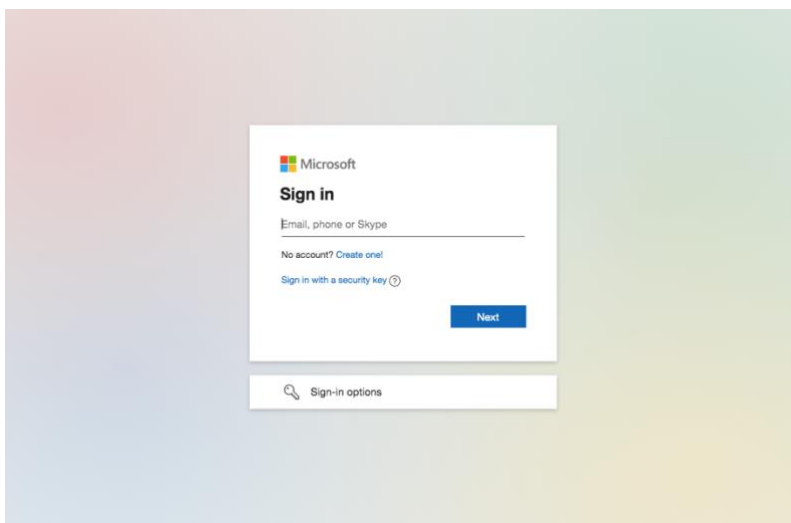 Microsoft
Sign in
Email, phone or Skype
No account? Create one!
Sign in with a security key ?
Next
Sign-in options